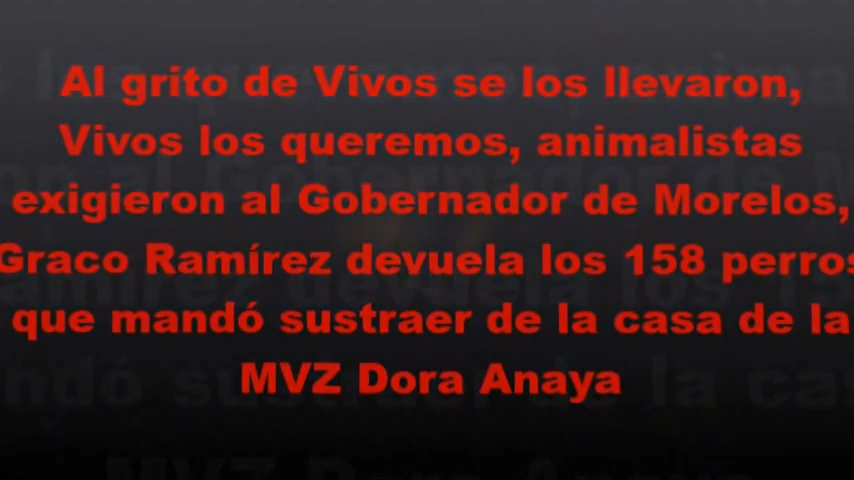 Al grito de Vivos se los llevaron,
Vivos los queremos, animalistas
exigieron al Gobernador de Morelos,
Graco Ramírez devuela los 158 perros
que mandó sustraer de la casa de la
MVZ Dora Anaya